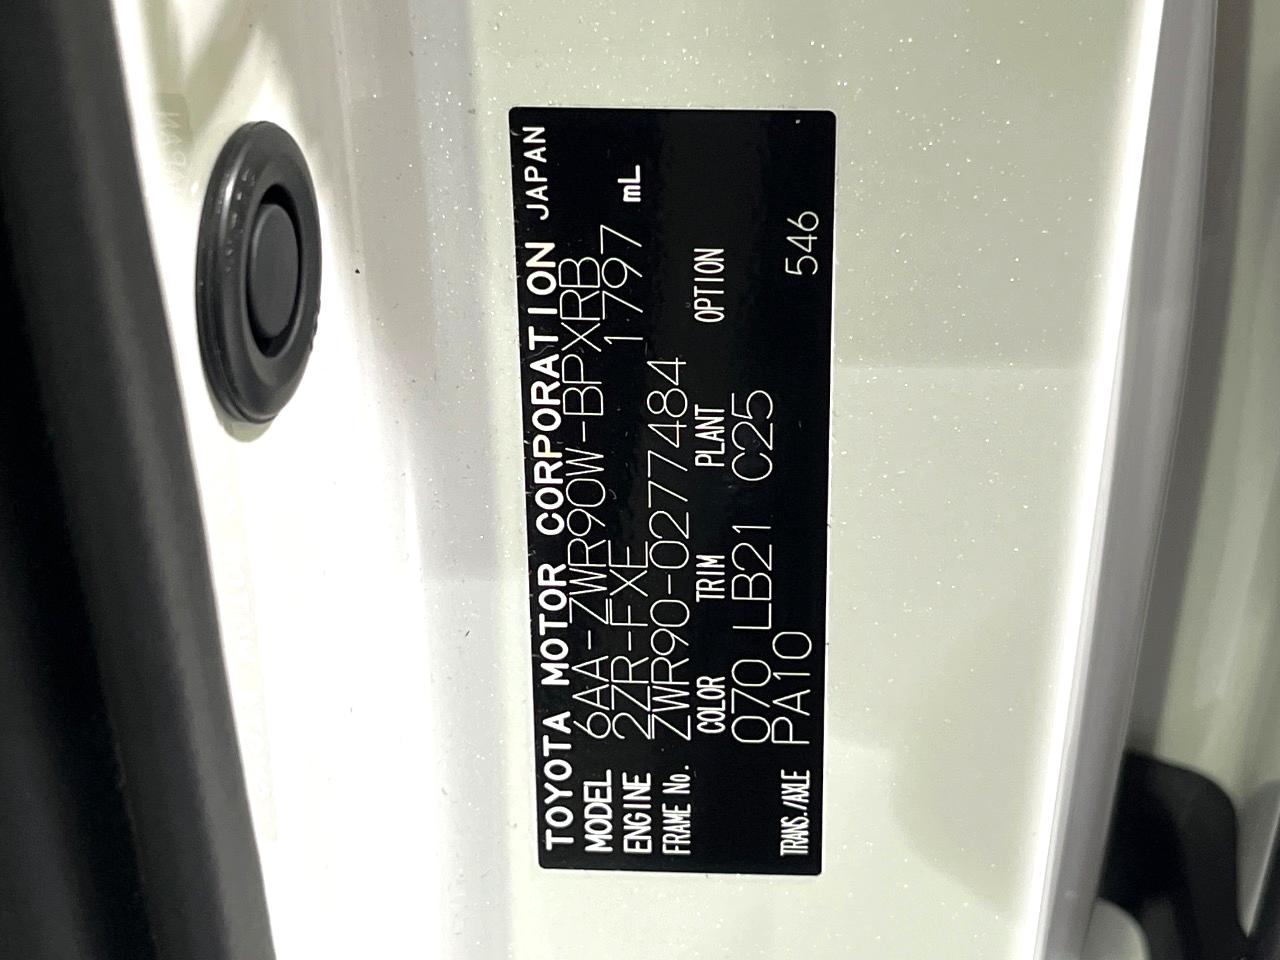 TOYOTA MOTOR CORPORATION JAPAN
MODEL 6AA-ZWR90W-BPXRB
ENGINE 2ZR-FXE 1797 mL
FRAME No. ZWR90-0277484
COLOR TRIM PLANT OPTION
070 LB21 C25
TRANS./AXLE PA10 546